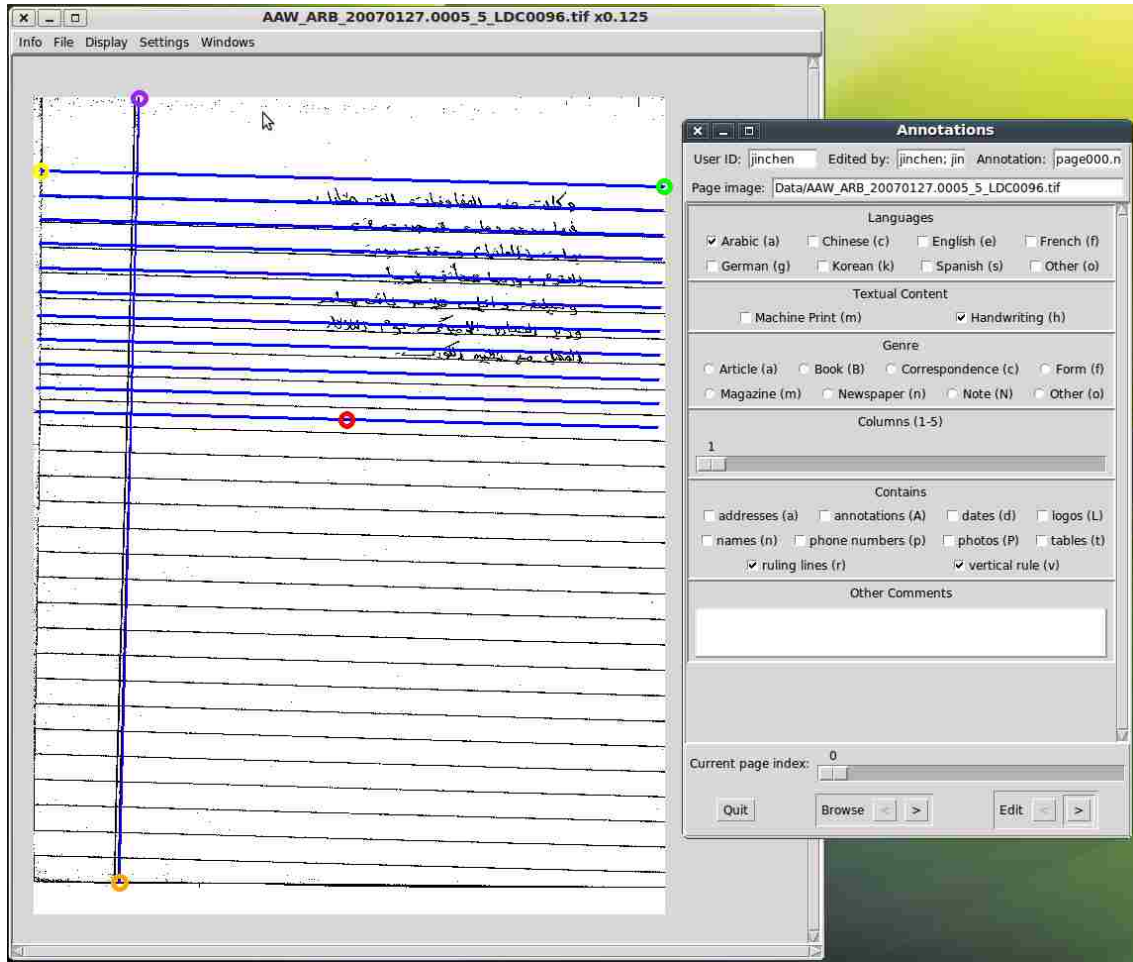 AAW_ARB_20070127.0005_5_LDC0096.tif x0.125
Info File Display Settings Windows
Annotations
User ID: jinchen Edited by: jinchen; jin Annotation: page000.n
Page image: Data/AAW_ARB_20070127.0005_5_LDC0096.tif
Languages
Arabic (a) Chinese (c) English (e) French (f)
German (g) Korean (k) Spanish (s) Other (o)
Textual Content
Machine Print (m) Handwriting (h)
Genre
Article (a) Book (B) Correspondence (c) Form (f)
Magazine (m) Newspaper (n) Note (N) Other (o)
Columns (1-5)
1
Contains
addresses (a) annotations (A) dates (d) logos (L)
names (n) phone numbers (p) photos (P) tables (t)
ruling lines (r) vertical rule (v)
Other Comments
Current page index: 0
Quit Browse < > Edit < >